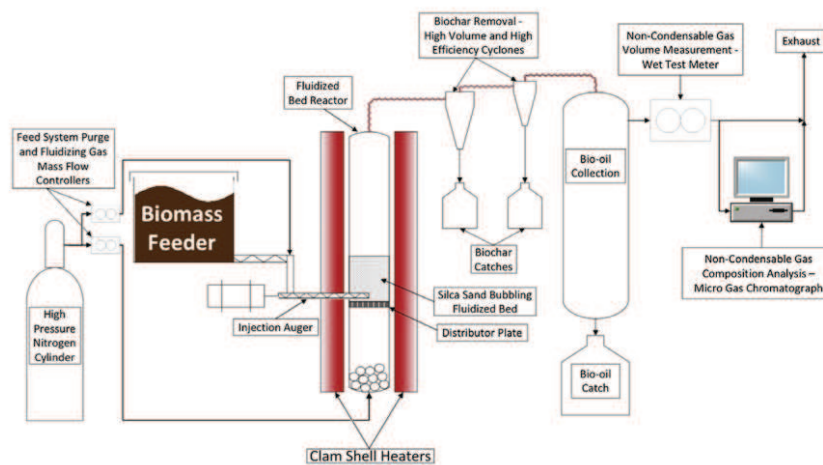 Biochar Removal -
High Volume and High
Efficiency Cyclones
Non-Condensable Gas
Volume Measurement -
Wet Test Meter
Exhaust
Fluidized
Bed Reactor
Feed System Purge
and Fluidizing Gas
Mass Flow
Controllers
Biomass
Feeder
Bio-oil
Collection
Biochar
Catches
Non-Condensable Gas
Composition Analysis –
Micro Gas Chromatograph
High
Pressure
Nitrogen
Cylinder
Injection Auger
Silca Sand Bubbling
Fluidized Bed
Distributor Plate
Bio-oil
Catch
Clam Shell Heaters